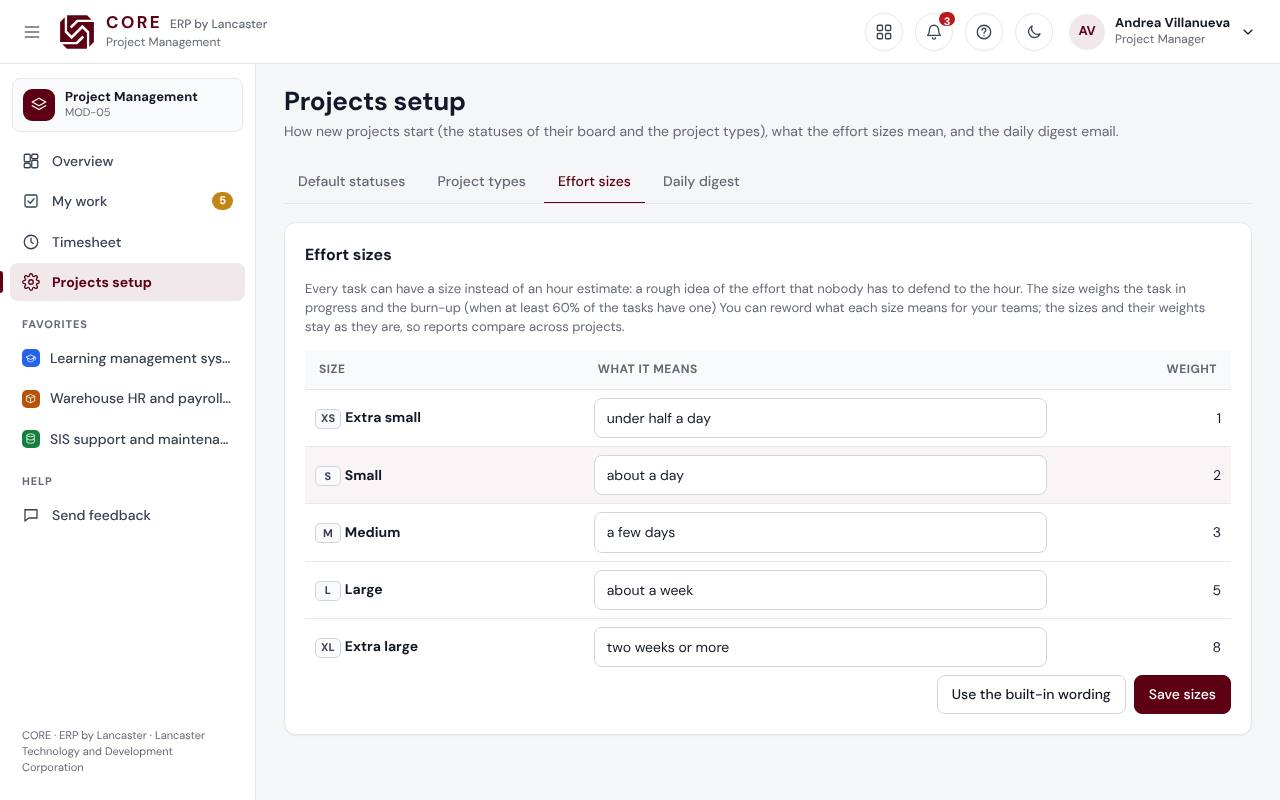 CORE ERP by Lancaster
Project Management
3
AV
Andrea Villanueva
Project Manager
Project Management
MOD-05
Overview
My work 5
Timesheet
Projects setup
FAVORITES
Learning management sys...
Warehouse HR and payroll...
SIS support and maintena...
HELP
Send feedback
CORE · ERP by Lancaster · Lancaster
Technology and Development
Corporation
Projects setup
How new projects start (the statuses of their board and the project types), what the effort sizes mean, and the daily digest email.
Default statuses Project types Effort sizes Daily digest
Effort sizes
Every task can have a size instead of an hour estimate: a rough idea of the effort that nobody has to defend to the hour. The size weighs the task in
progress and the burn-up (when at least 60% of the tasks have one) You can reword what each size means for your teams; the sizes and their weights
stay as they are, so reports compare across projects.
SIZE WHAT IT MEANS WEIGHT
XS Extra small under half a day 1
S Small about a day 2
M Medium a few days 3
L Large about a week 5
XL Extra large two weeks or more 8
Use the built-in wording Save sizes